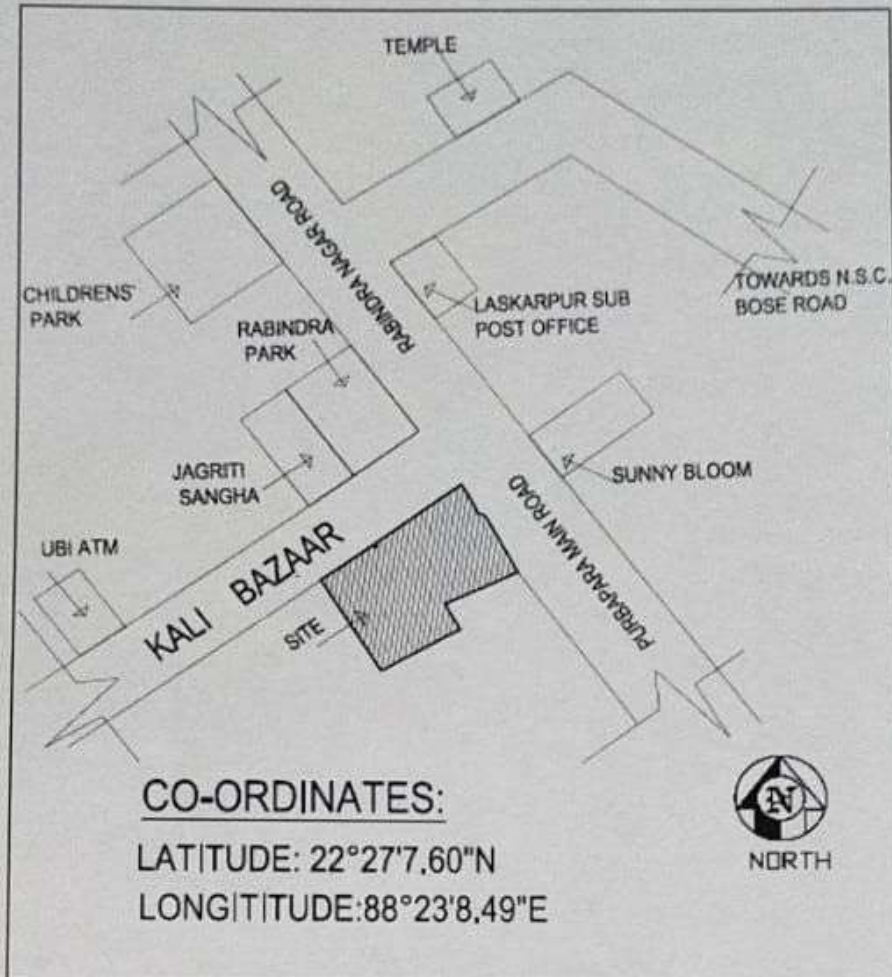 TEMPLE
RABINDRA NAGAR ROAD
CHILDRENS'
PARK
TOWARDS N.S.C.
BOSE ROAD
LASKARPUR SUB
POST OFFICE
RABINDRA
PARK
JAGRITI
SANGHA
SUNNY BLOOM
PURBAPARA MAIN ROAD
UBI ATM
KALI BAZAAR
SITE
CO-ORDINATES:
LATITUDE: 22°27'7.60"N
LONGITITUDE:88°23'8.49"E
N
NORTH